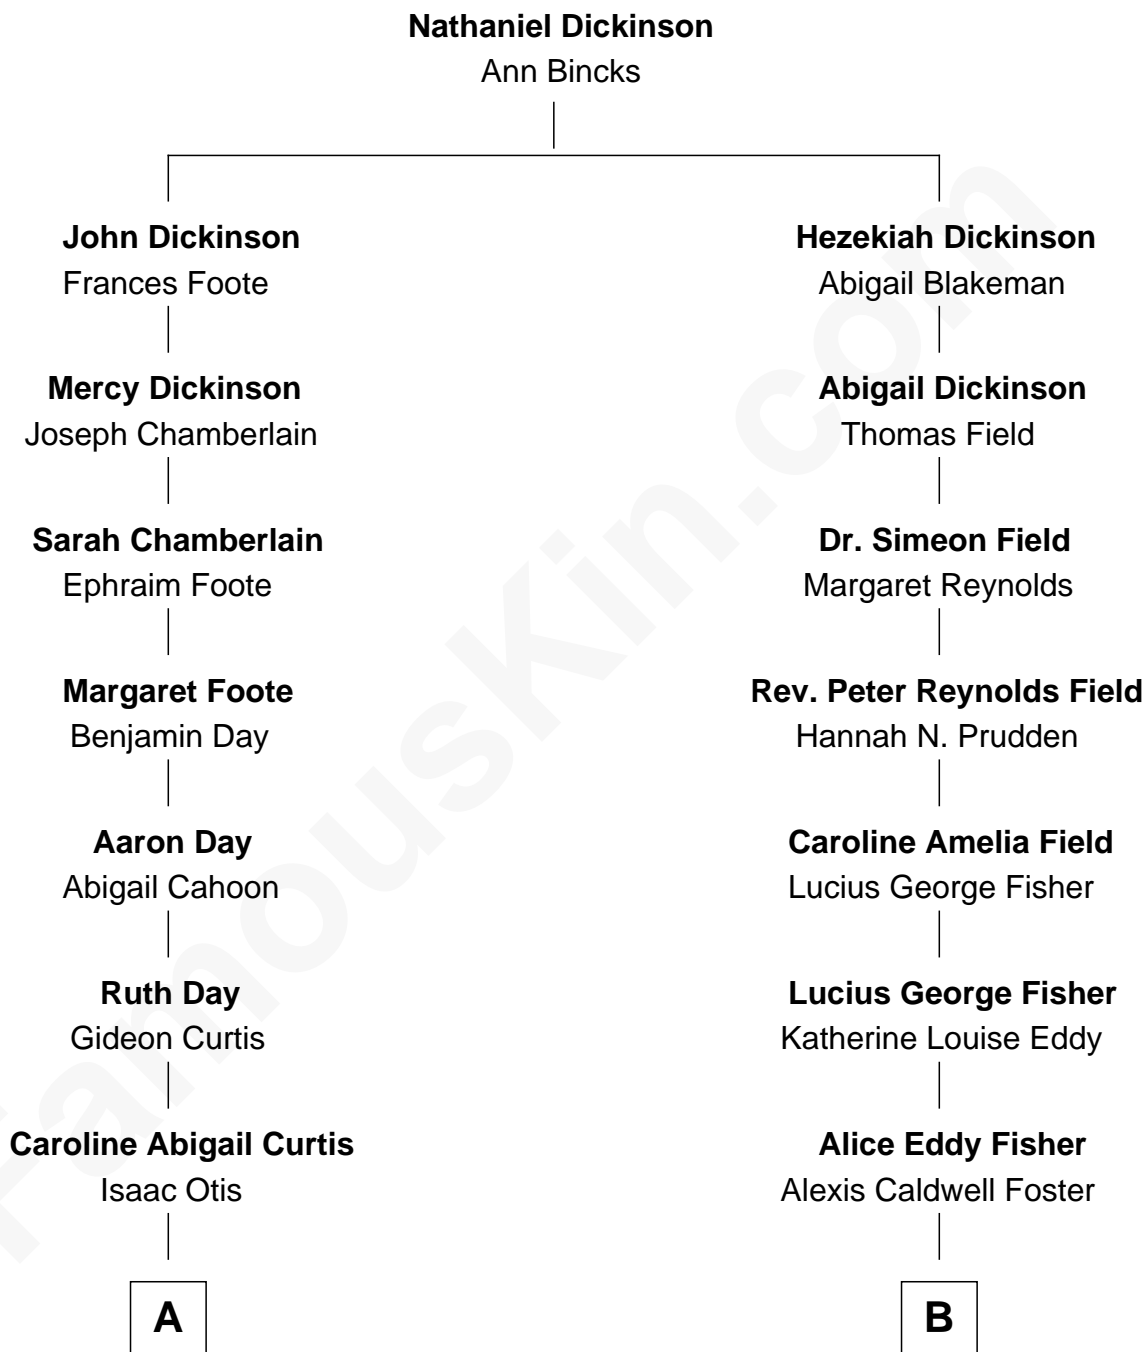 Nathaniel Dickinson
Ann Bincks
John Dickinson
Frances Foote
Hezekiah Dickinson
Abigail Blakeman
Mercy Dickinson
Joseph Chamberlain
Abigail Dickinson
Thomas Field
Sarah Chamberlain
Ephraim Foote
Dr. Simeon Field
Margaret Reynolds
Margaret Foote
Benjamin Day
Rev. Peter Reynolds Field
Hannah N. Prudden
Aaron Day
Abigail Cahoon
Caroline Amelia Field
Lucius George Fisher
Ruth Day
Gideon Curtis
Lucius George Fisher
Katherine Louise Eddy
Caroline Abigail Curtis
Isaac Otis
Alice Eddy Fisher
Alexis Caldwell Foster
A
B
FamousKin.com